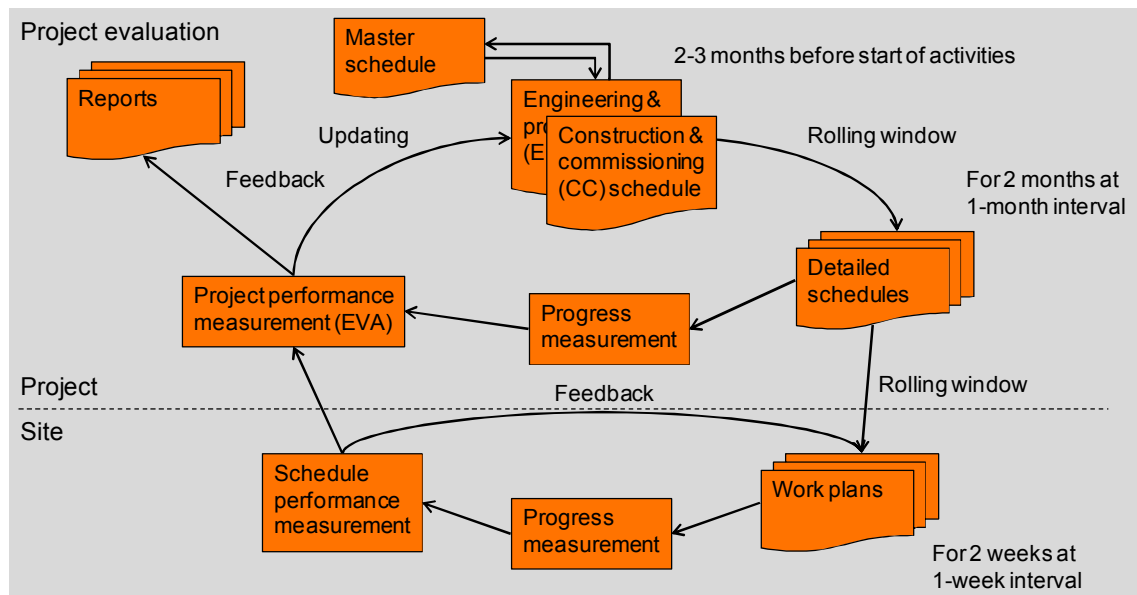 Project evaluation
Reports
Master
schedule
2-3 months before start of activities
Engineering &
Construction &
commissioning
(CC) schedule
Updating
Rolling window
Feedback
For 2 months at
1-month interval
Detailed
schedules
Project performance
measurement (EVA)
Progress
measurement
Project
Feedback
Rolling window
Site
Schedule
performance
measurement
Work plans
Progress
measurement
For 2 weeks at
1-week interval